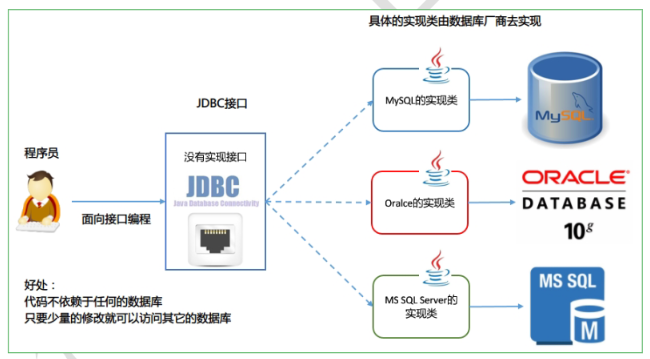 具体的实现类由数据库厂商去实现
JDBC接口
MySQL的实现类
MySQL
程序员
没有实现接口
JDBC
Java Database Connectivity
面向接口编程
Oralce的实现类
ORACLE
DATABASE
10g
好处：
代码不依赖于任何的数据库
只要少量的修改就可以访问其它的数据库
MS SQL Server的
实现类
MS SQL
M